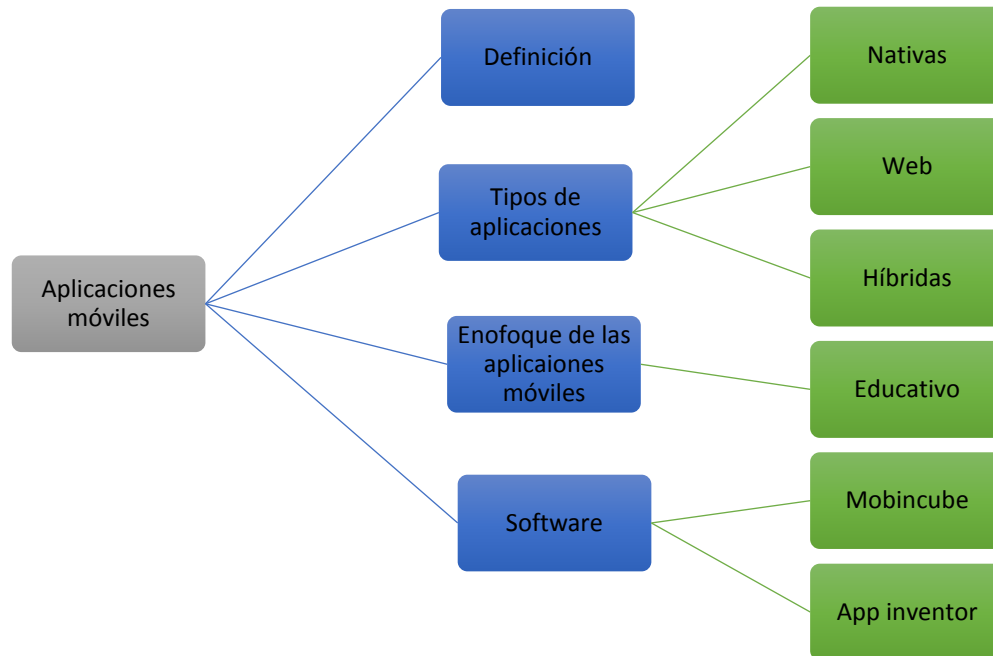 Aplicaciones
móviles
Definición
Tipos de
aplicaciones
Enofoque de las
aplicaiones
móviles
Software
Nativas
Web
Híbridas
Educativo
Mobincube
App inventor